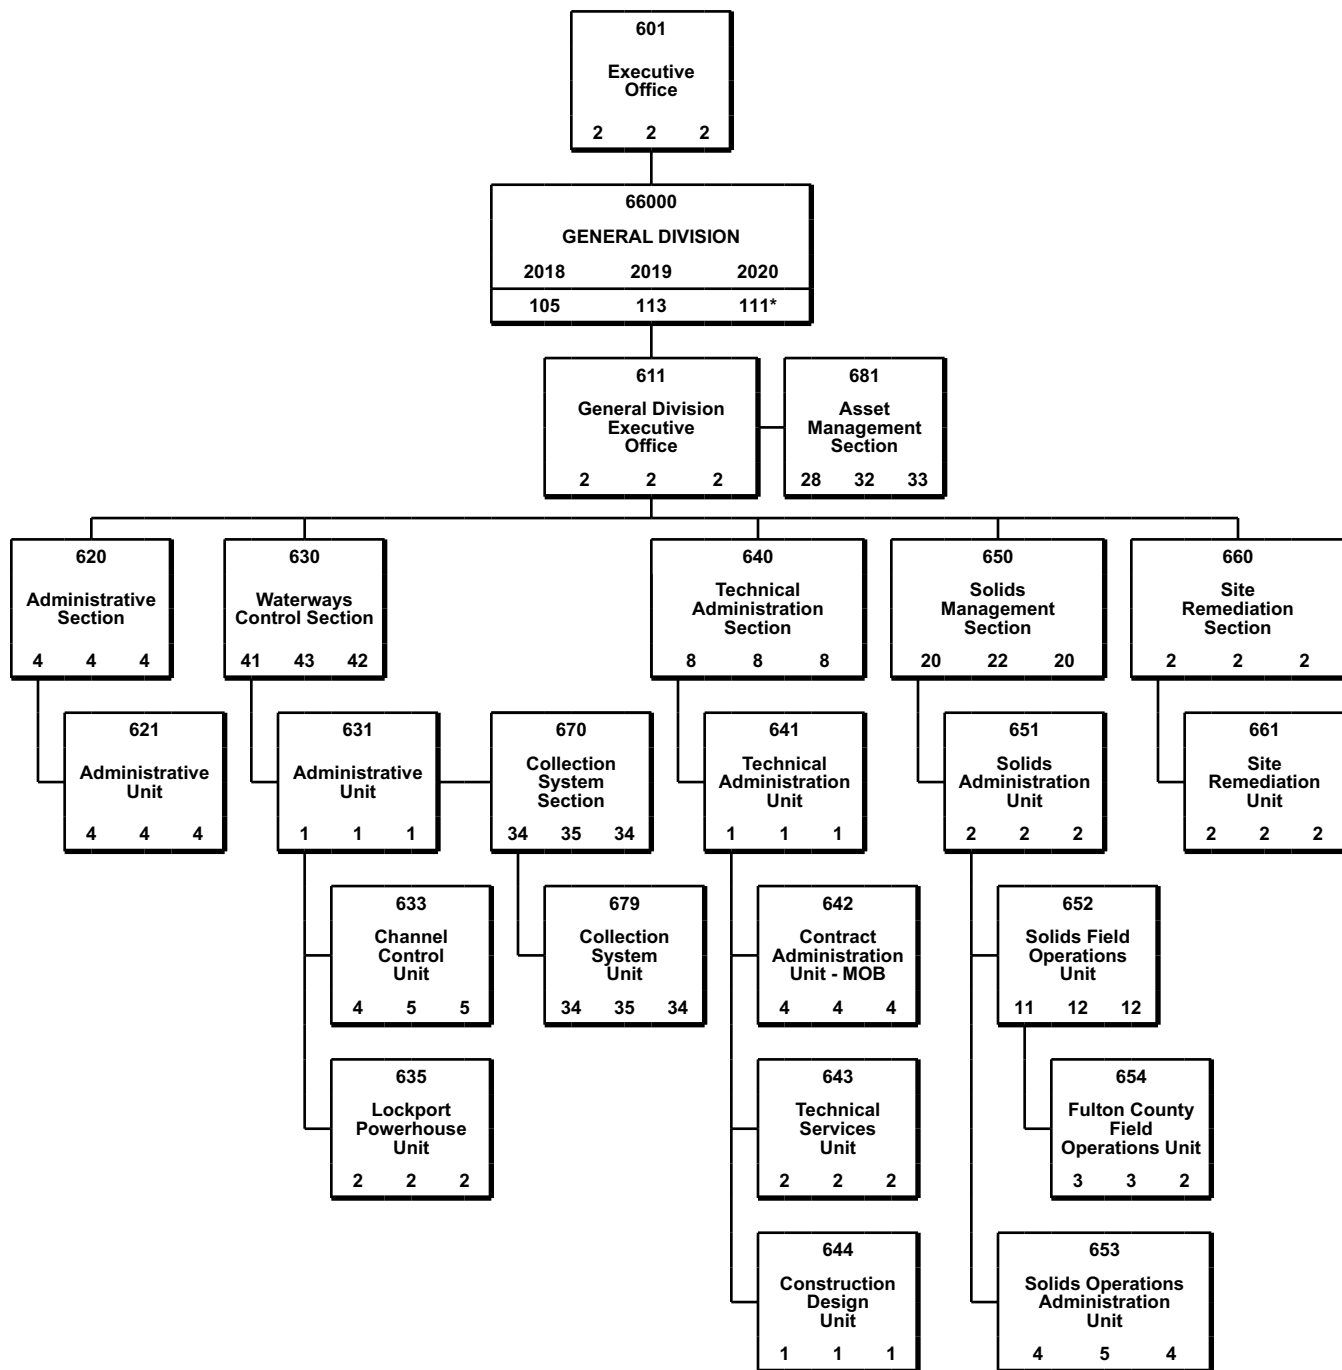 601
Executive
Office
2 2 2
66000
GENERAL DIVISION
2018 2019 2020
105 113 111*
611
General Division
Executive
Office
2 2 2
681
Asset
Management
Section
28 32 33
620
Administrative
Section
4 4 4
630
Waterways
Control Section
41 43 42
640
Technical
Administration
Section
8 8 8
650
Solids
Management
Section
20 22 20
660
Site
Remediation
Section
2 2 2
621
Administrative
Unit
4 4 4
631
Administrative
Unit
1 1 1
670
Collection
System
Section
34 35 34
641
Technical
Administration
Unit
1 1 1
651
Solids
Administration
Unit
2 2 2
661
Site
Remediation
Unit
2 2 2
633
Channel
Control
Unit
4 5 5
679
Collection
System
Unit
34 35 34
642
Contract
Administration
Unit - MOB
4 4 4
652
Solids Field
Operations
Unit
11 12 12
635
Lockport
Powerhouse
Unit
2 2 2
643
Technical
Services
Unit
2 2 2
654
Fulton County
Field
Operations Unit
3 3 2
644
Construction
Design
Unit
1 1 1
653
Solids Operations
Administration
Unit
4 5 4